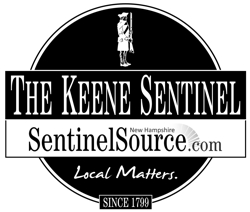 THE KEENE SENTINEL
New Hampshire
SentinelSource.com
Local Matters.
SINCE 1799